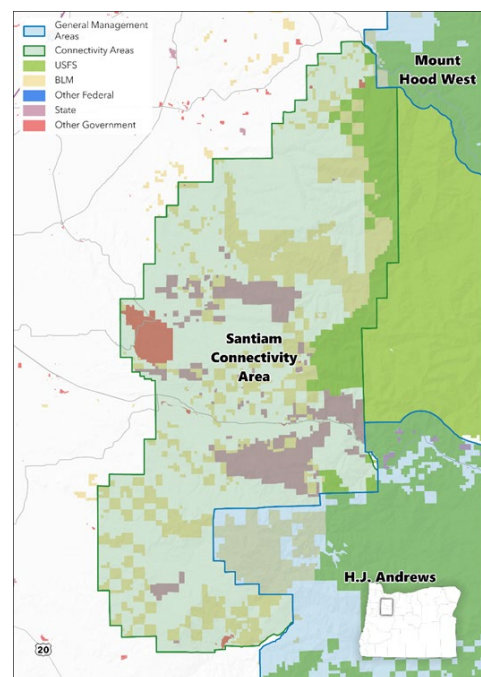 General Management
Areas
Connectivity Areas
USFS
BLM
Other Federal
State
Other Government
Mount
Hood West
Santiam
Connectivity
Area
H.J. Andrews
20